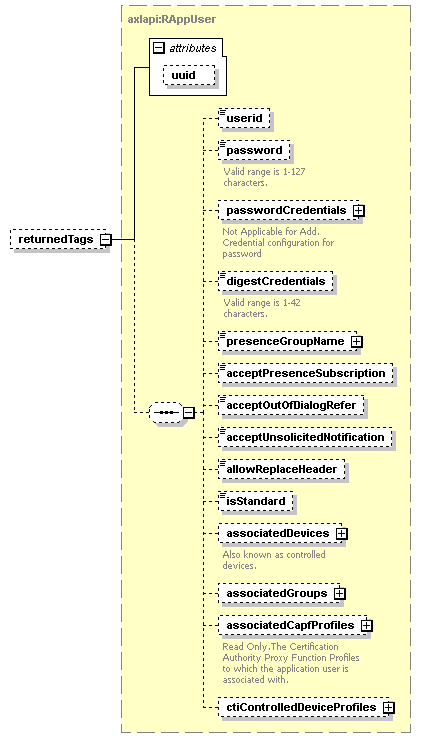 axlapi:RAppUser
attributes
uuid
userid
password
Valid range is 1-127
characters.
passwordCredentials
Not Applicable for Add.
Credential configuration for
password
returnedTags
digestCredentials
Valid range is 1-42
characters.
presenceGroupName
acceptPresenceSubscription
acceptOutOfDialogRefer
acceptUnsolicitedNotification
allowReplaceHeader
isStandard
associatedDevices
Also known as controlled
devices.
associatedGroups
associatedCapfProfiles
Read Only.The Certification
Authority Proxy Function Profiles
to which the application user is
associated with.
ctiControlledDeviceProfiles